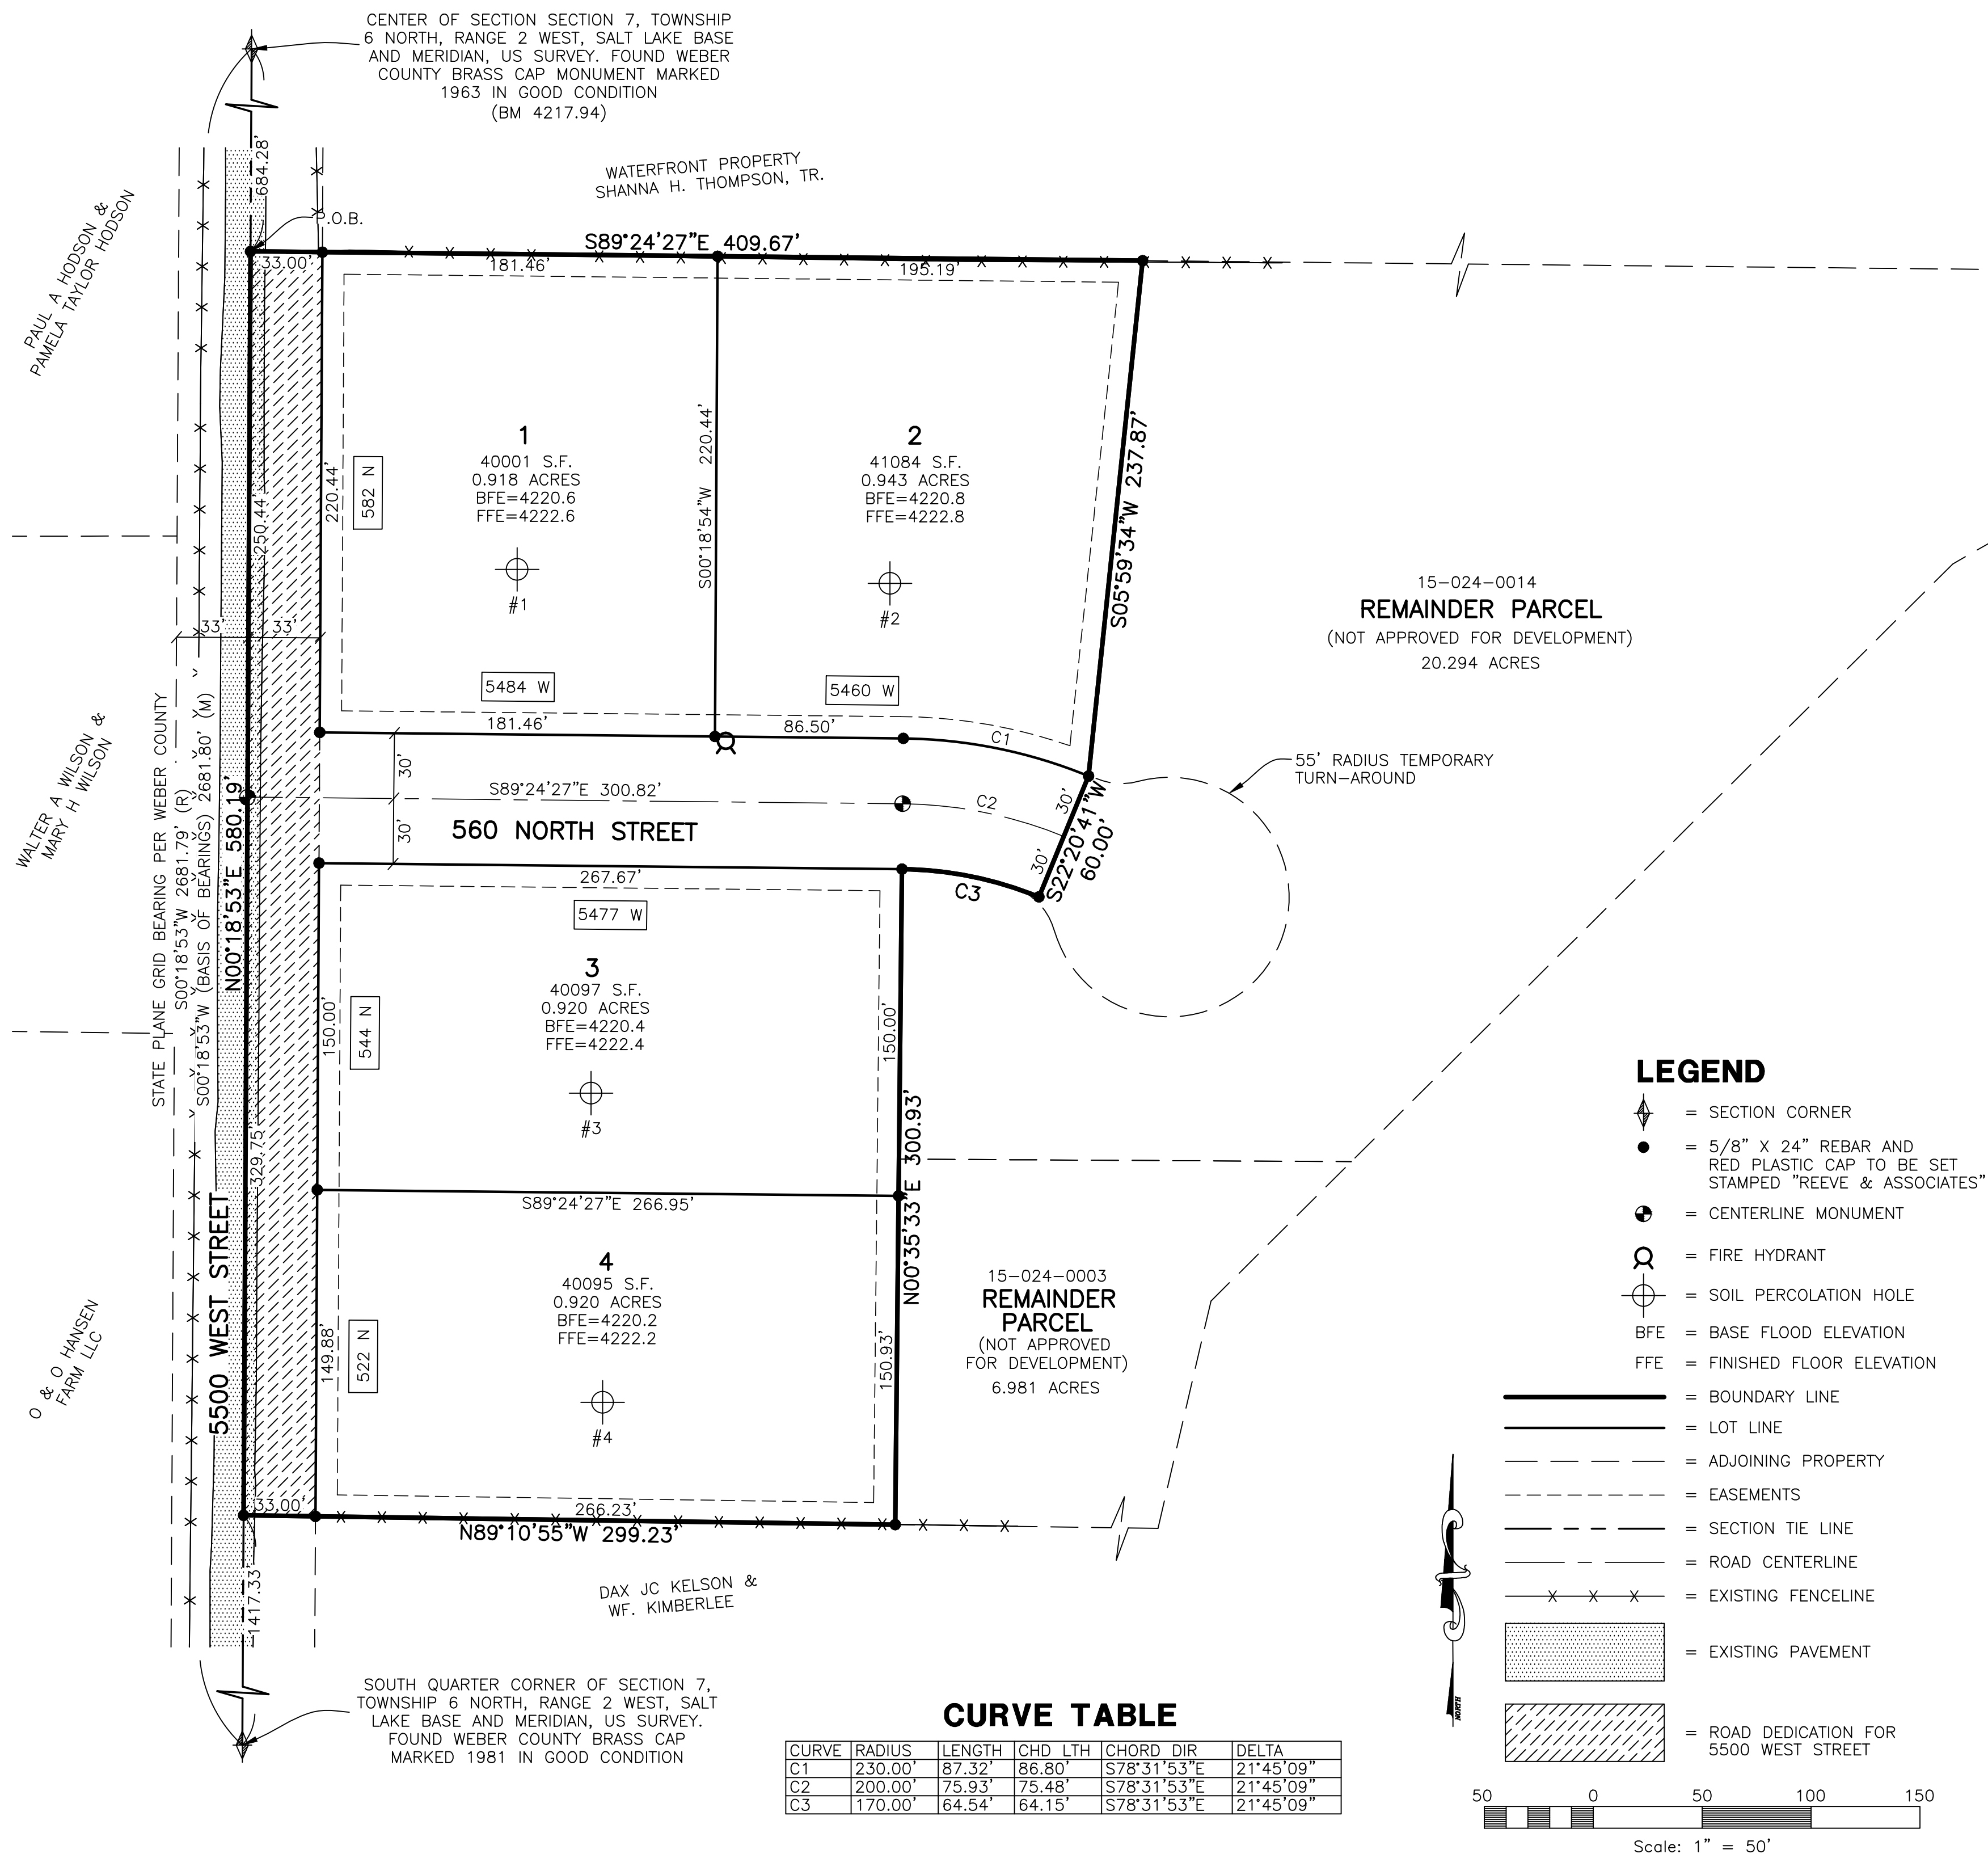 CENTER OF SECTION SECTION 7, TOWNSHIP
6 NORTH, RANGE 2 WEST, SALT LAKE BASE
AND MERIDIAN, US SURVEY. FOUND WEBER
COUNTY BRASS CAP MONUMENT MARKED
1963 IN GOOD CONDITION
(BM 4217.94)
684.28'
WATERFRONT PROPERTY
SHANNA H. THOMPSON, TR.
PAUL A HODSON &
PAMELA TAYLOR HODSON
P.O.B.
S89°24'27"E 409.67'
33.00'
181.46'
195.19'
1
40001 S.F.
0.918 ACRES
BFE=4220.6
FFE=4222.6
#1
2
41084 S.F.
0.943 ACRES
BFE=4220.8
FFE=4222.8
#2
582 N
220.44'
250.44'
S00°18'54"W 220.44'
S05°59'34"W 237.87'
15-024-0014
REMAINDER PARCEL
(NOT APPROVED FOR DEVELOPMENT)
20.294 ACRES
33'
33'
5484 W
5460 W
181.46'
86.50'
C1
30'
30'
S89°24'27"E 300.82'
C2
560 NORTH STREET
30'
30'
S22°20'41"W
60.00'
55' RADIUS TEMPORARY
TURN-AROUND
WALTER A WILSON &
MARY H WILSON
STATE PLANE GRID BEARING PER WEBER COUNTY
S00°18'53"W 2681.79' (R)
S00°18'53"W (BASIS OF BEARINGS) 2681.80' (M)
N00°18'53"E 580.19'
267.67'
C3
5477 W
3
40097 S.F.
0.920 ACRES
BFE=4220.4
FFE=4222.4
#3
544 N
150.00'
150.00'
329.75'
N00°35'33"E 300.93'
S89°24'27"E 266.95'
5500 WEST STREET
4
40095 S.F.
0.920 ACRES
BFE=4220.2
FFE=4222.2
#4
522 N
149.88'
150.93'
15-024-0003
REMAINDER
PARCEL
(NOT APPROVED
FOR DEVELOPMENT)
6.981 ACRES
O & O HANSEN
FARM LLC
33.00'
266.23'
N89°10'55"W 299.23'
1417.33'
DAX JC KELSON &
WF. KIMBERLEE
SOUTH QUARTER CORNER OF SECTION 7,
TOWNSHIP 6 NORTH, RANGE 2 WEST, SALT
LAKE BASE AND MERIDIAN, US SURVEY.
FOUND WEBER COUNTY BRASS CAP
MARKED 1981 IN GOOD CONDITION
CURVE TABLE
CURVE RADIUS LENGTH CHD LTH CHORD DIR DELTA
C1 230.00' 87.32' 86.80' S78°31'53"E 21°45'09"
C2 200.00' 75.93' 75.48' S78°31'53"E 21°45'09"
C3 170.00' 64.54' 64.15' S78°31'53"E 21°45'09"
LEGEND
= SECTION CORNER
= 5/8" X 24" REBAR AND
RED PLASTIC CAP TO BE SET
STAMPED "REEVE & ASSOCIATES"
= CENTERLINE MONUMENT
= FIRE HYDRANT
= SOIL PERCOLATION HOLE
BFE = BASE FLOOD ELEVATION
FFE = FINISHED FLOOR ELEVATION
= BOUNDARY LINE
= LOT LINE
= ADJOINING PROPERTY
= EASEMENTS
= SECTION TIE LINE
= ROAD CENTERLINE
= EXISTING FENCELINE
= EXISTING PAVEMENT
= ROAD DEDICATION FOR
5500 WEST STREET
50 0 50 100 150
Scale: 1" = 50'